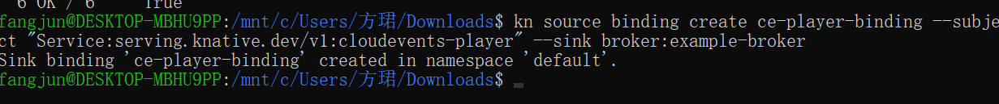 6 OK / 6     True
fangjun@DESKTOP-MBHU9PP:/mnt/c/Users/方珺/Downloads$ kn source binding create ce-player-binding --subje
ct "Service:serving.knative.dev/v1:cloudevents-player" --sink broker:example-broker
Sink binding 'ce-player-binding' created in namespace 'default'.
fangjun@DESKTOP-MBHU9PP:/mnt/c/Users/方珺/Downloads$